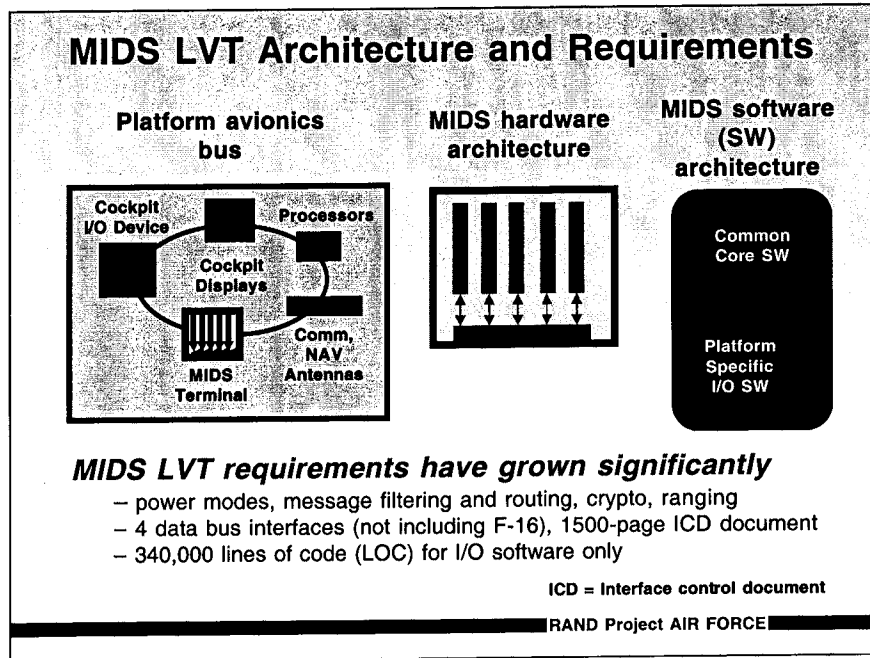 MIDS LVT Architecture and Requirements
Platform avionics
bus
MIDS hardware
architecture
MIDS software
(SW)
architecture
Cockpit
I/O Device
Processors
Cockpit
Displays
Comm,
NAV
Antennas
MIDS
Terminal
Common
Core SW
Platform
Specific
I/O SW
MIDS LVT requirements have grown significantly
– power modes, message filtering and routing, crypto, ranging
– 4 data bus interfaces (not including F-16), 1500-page ICD document
– 340,000 lines of code (LOC) for I/O software only
ICD = Interface control document
RAND Project AIR FORCE